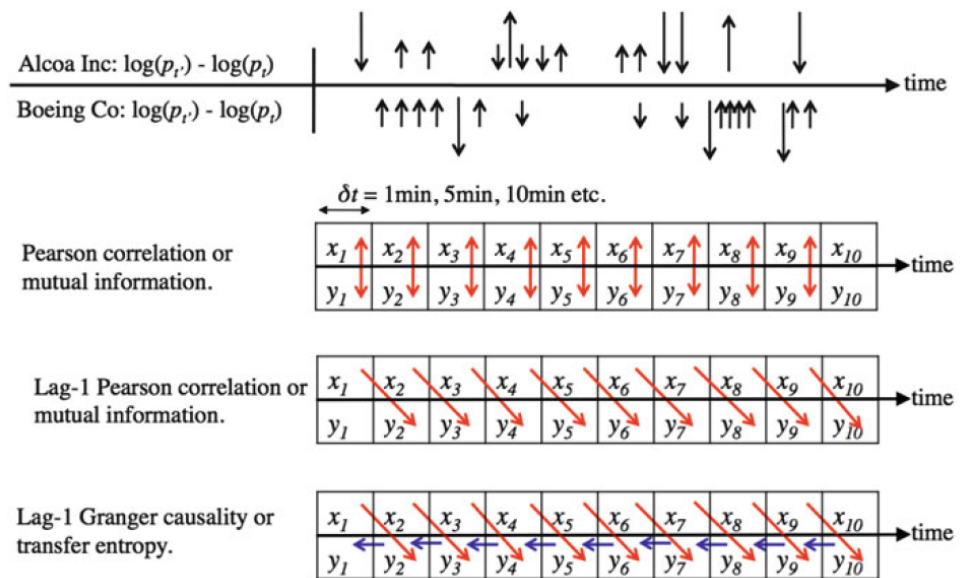 Alcoa Inc: log(pt') - log(pt)
time
Boeing Co: log(pt') - log(pt)
δt = 1min, 5min, 10min etc.
Pearson correlation or
mutual information.
x1 x2 x3 x4 x5 x6 x7 x8 x9 x10
time
y1 y2 y3 y4 y5 y6 y7 y8 y9 y10
Lag-1 Pearson correlation or
mutual information.
x1 x2 x3 x4 x5 x6 x7 x8 x9 x10
time
y1 y2 y3 y4 y5 y6 y7 y8 y9 y10
Lag-1 Granger causality or
transfer entropy.
x1 x2 x3 x4 x5 x6 x7 x8 x9 x10
time
y1 y2 y3 y4 y5 y6 y7 y8 y9 y10